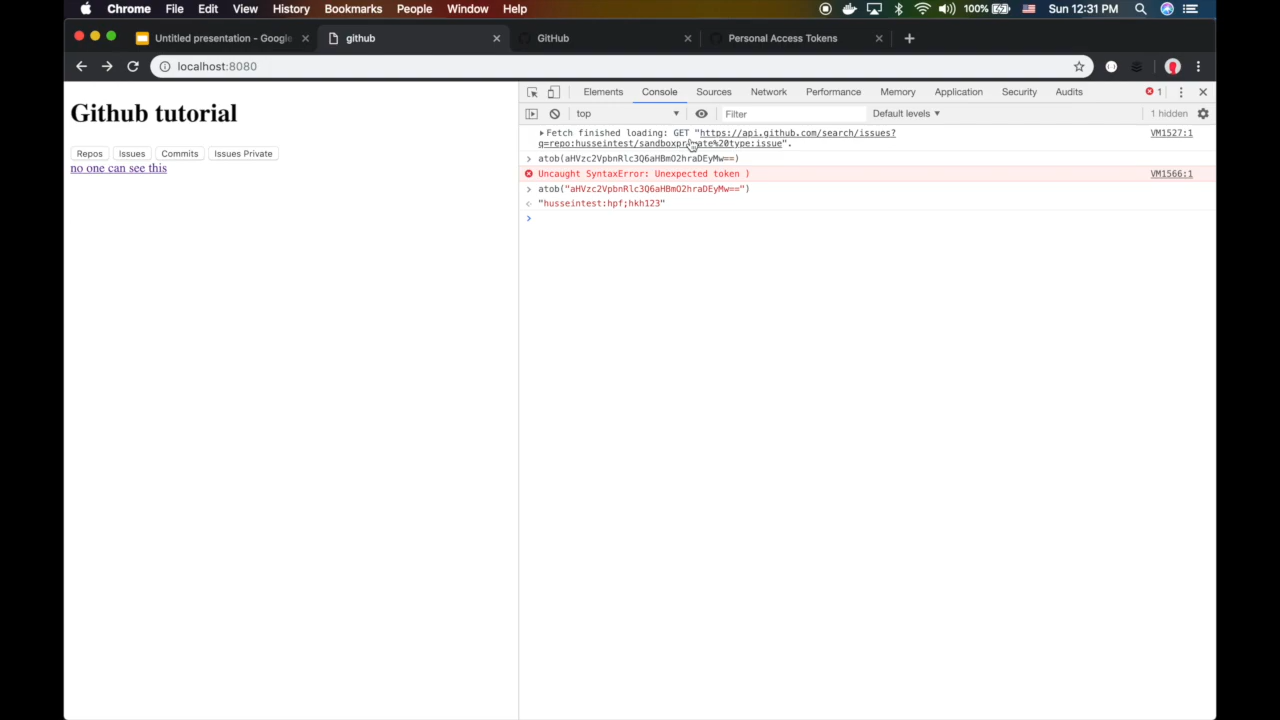 Chrome File Edit View History Bookmarks People Window Help 100% Sun 12:31 PM
Untitled presentation - Google github GitHub Personal Access Tokens
localhost:8080
Github tutorial
Repos Issues Commits Issues Private
no one can see this
Elements Console Sources Network Performance Memory Application Security Audits 1
top Filter Default levels 1 hidden
Fetch finished loading: GET "https://api.github.com/search/issues? VM1527:1
q=repo:husseintest/sandboxprivate%20type:issue".
atob(aHVzc2VpbnRlc3Q6aHBmO2hraDEyMw==)
Uncaught SyntaxError: Unexpected token ) VM1566:1
atob("aHVzc2VpbnRlc3Q6aHBmO2hraDEyMw==")
"husseintest:hpf;hkh123"